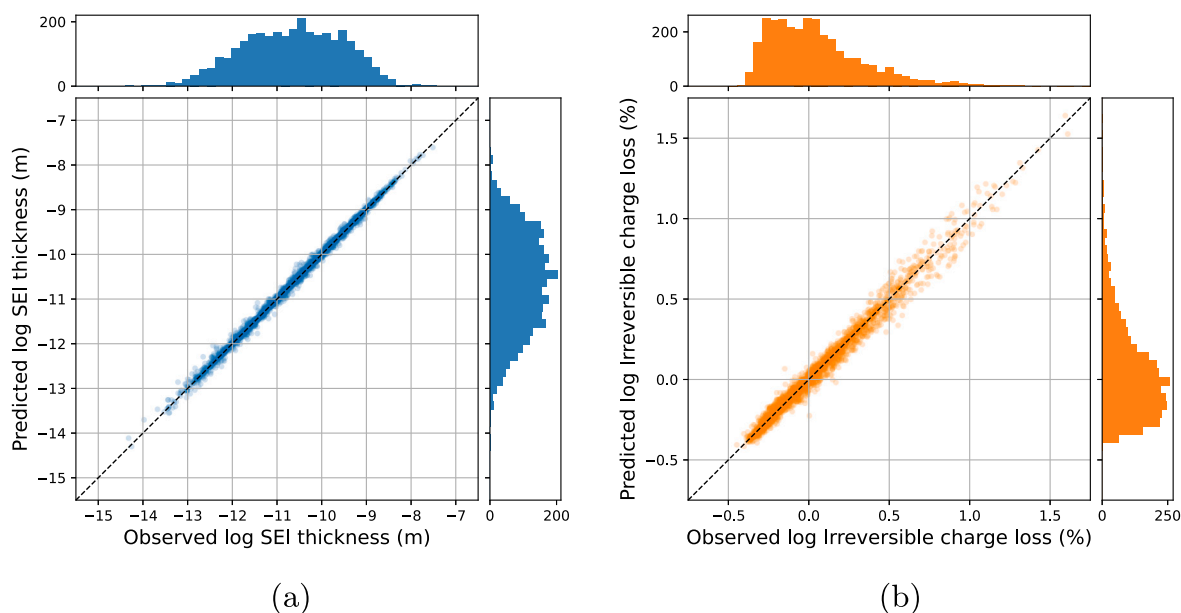 200
0
Predicted log SEI thickness (m)
−7
−8
−9
−10
−11
−12
−13
−14
−15
−15 −14 −13 −12 −11 −10 −9 −8 −7
0 200
Observed log SEI thickness (m)
(a)
200
0
Predicted log Irreversible charge loss (%)
1.5
1.0
0.5
0.0
−0.5
−0.5 0.0 0.5 1.0 1.5
0 250
Observed log Irreversible charge loss (%)
(b)